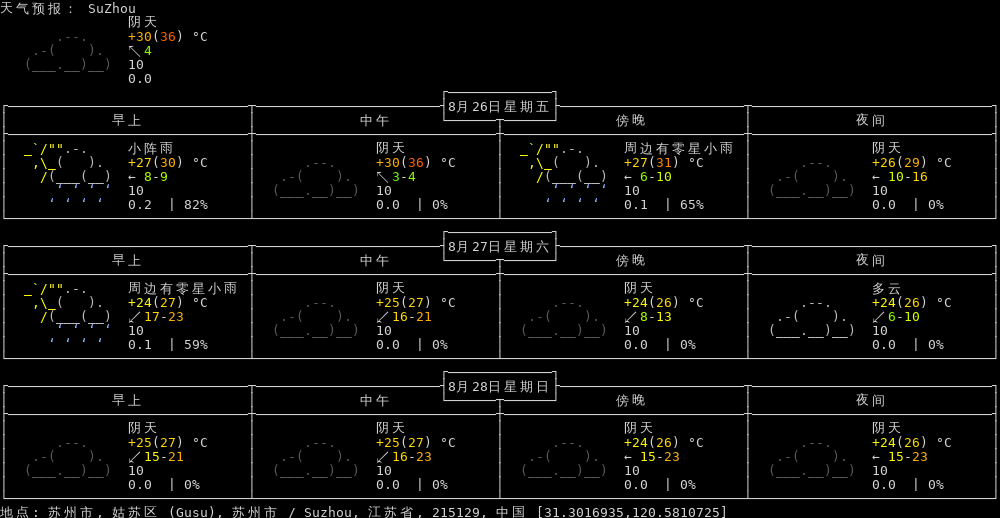 天气预报: SuZhou
阴天
+30(36) °C
↖ 4
10
0.0
8月26日星期五
早上 中午 傍晚 夜间
小阵雨 阴天 周边有零星小雨 阴天
+27(30) °C +30(36) °C +27(31) °C +26(29) °C
← 8-9 ↖ 3-4 ← 6-10 ← 10-16
10 10 10 10
0.2 | 82% 0.0 | 0% 0.1 | 65% 0.0 | 0%
8月27日星期六
早上 中午 傍晚 夜间
周边有零星小雨 阴天 阴天 多云
+24(27) °C +25(27) °C +24(26) °C +24(26) °C
↙ 17-23 ↙ 16-21 ↙ 8-13 ↙ 6-10
10 10 10 10
0.1 | 59% 0.0 | 0% 0.0 | 0% 0.0 | 0%
8月28日星期日
早上 中午 傍晚 夜间
阴天 阴天 阴天 阴天
+25(27) °C +25(27) °C +24(26) °C +24(26) °C
↙ 15-21 ↙ 16-23 ← 15-23 ← 15-23
10 10 10 10
0.0 | 0% 0.0 | 0% 0.0 | 0% 0.0 | 0%
地点: 苏州市, 姑苏区 (Gusu), 苏州市 / Suzhou, 江苏省, 215129, 中国 [31.3016935,120.5810725]